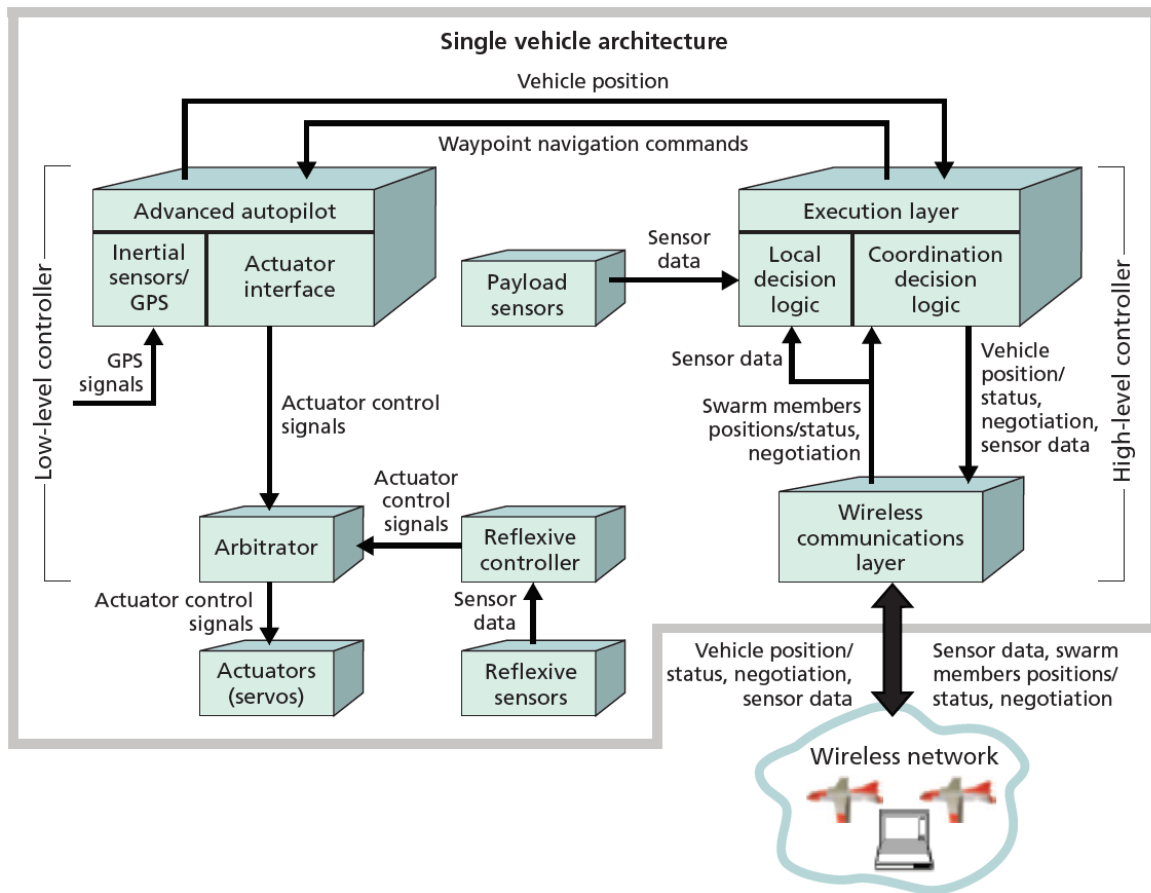 Single vehicle architecture
Vehicle position
Waypoint navigation commands
Low-level controller
Advanced autopilot
Inertial
sensors/
GPS
Actuator
interface
GPS
signals
Payload
sensors
Sensor
data
Execution layer
Local
decision
logic
Coordination
decision
logic
High-level controller
Sensor data
Swarm members
positions/status,
negotiation
Vehicle
position/
status,
negotiation,
sensor data
Actuator control
signals
Actuator
control
signals
Arbitrator
Reflexive
controller
Wireless
communications
layer
Actuator control
signals
Sensor
data
Actuators
(servos)
Reflexive
sensors
Vehicle position/
status, negotiation,
sensor data
Sensor data, swarm
members positions/
status, negotiation
Wireless network